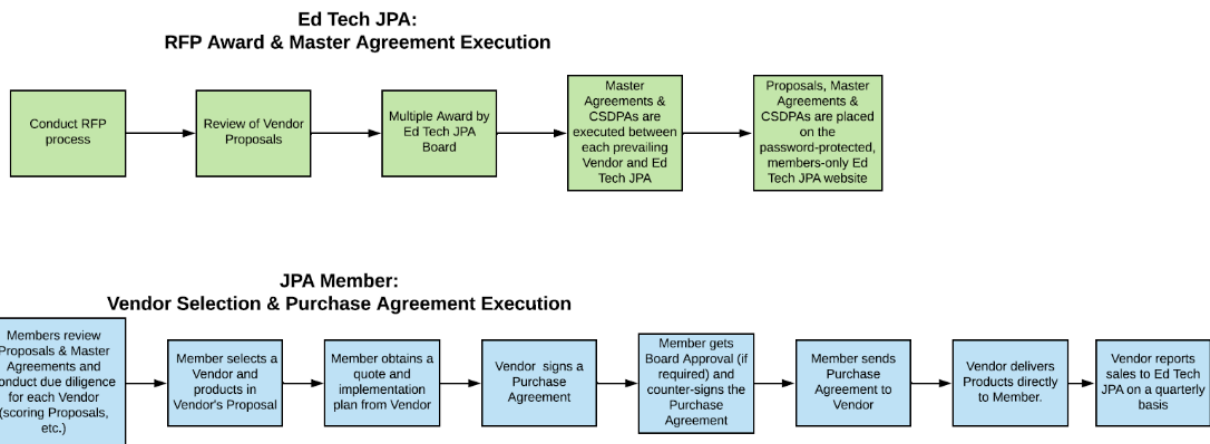 Ed Tech JPA:
RFP Award & Master Agreement Execution
Conduct RFP
process
Review of Vendor
Proposals
Multiple Award by
Ed Tech JPA
Board
Master
Agreements &
CSDPAs are
executed between
each prevailing
Vendor and Ed
Tech JPA
Proposals, Master
Agreements &
CSDPAs are placed
on the
password-protected,
members-only Ed
Tech JPA website
JPA Member:
Vendor Selection & Purchase Agreement Execution
Members review
Proposals & Master
Agreements and
conduct due diligence
for each Vendor
(scoring Proposals,
etc.)
Member selects a
Vendor and
products in
Vendor's Proposal
Member obtains a
quote and
implementation
plan from Vendor
Vendor signs a
Purchase
Agreement
Member gets
Board Approval (if
required) and
counter-signs the
Purchase
Agreement
Member sends
Purchase
Agreement to
Vendor
Vendor delivers
Products directly
to Member.
Vendor reports
sales to Ed Tech
JPA on a quarterly
basis